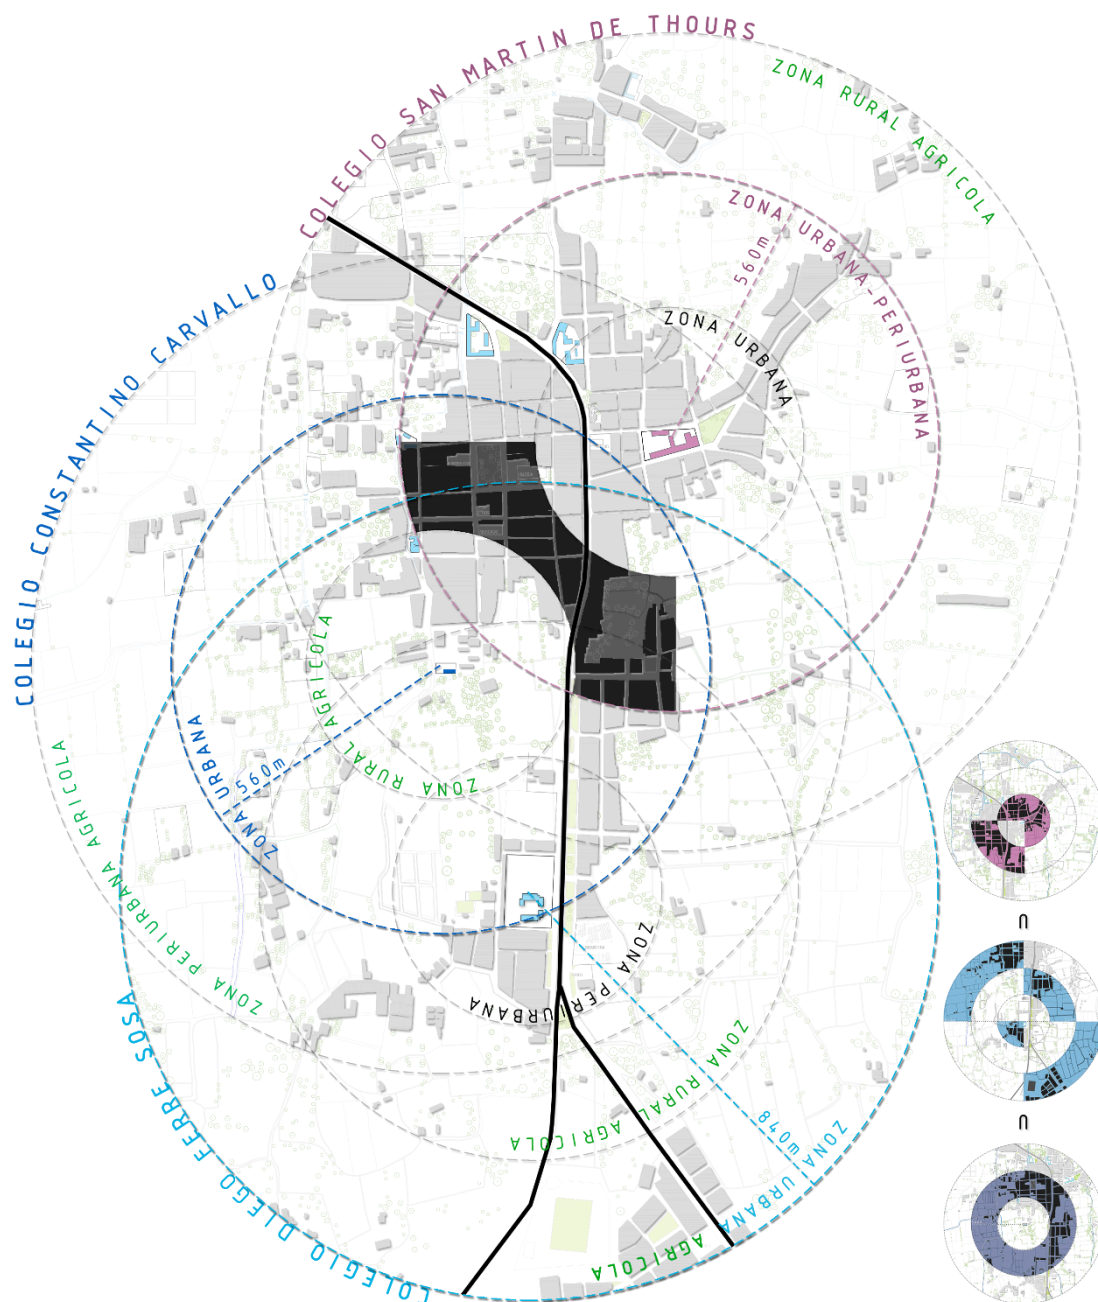 COLEGIO SAN MARTIN DE THOURS
ZONA RURAL AGRICOLA
ZONA URBANA-PERIURBANA
560m
ZONA URBANA
COLEGIO CONSTANTINO CARVALLO
ZONA RURAL AGRICOLA
ZONA URBANA
560m
ZONA PERIURBANA AGRICOLA
ZONA PERIURBANA
ZONA RURAL AGRICOLA
840m
ZONA URBANA AGRICOLA
COLEGIO DIEGO FERRE SOSA
∩
∩